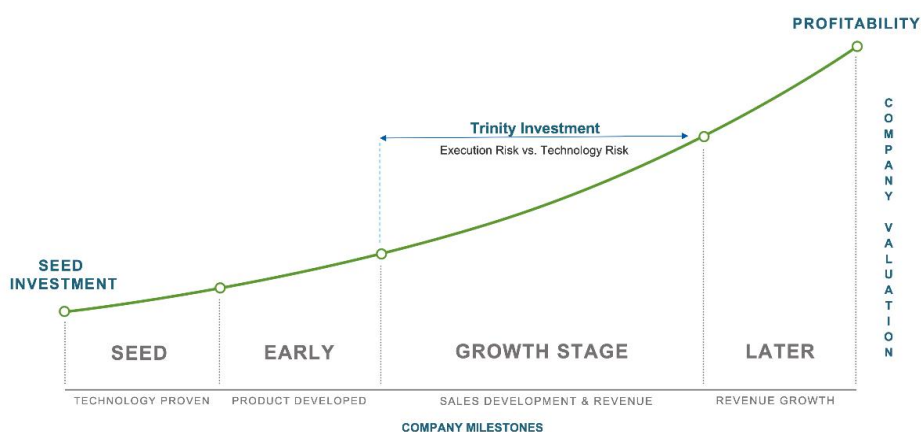 PROFITABILITY
Trinity Investment
Execution Risk vs. Technology Risk
COMPANY VALUATION
SEED
INVESTMENT
SEED
EARLY
GROWTH STAGE
LATER
TECHNOLOGY PROVEN
PRODUCT DEVELOPED
SALES DEVELOPMENT & REVENUE
REVENUE GROWTH
COMPANY MILESTONES